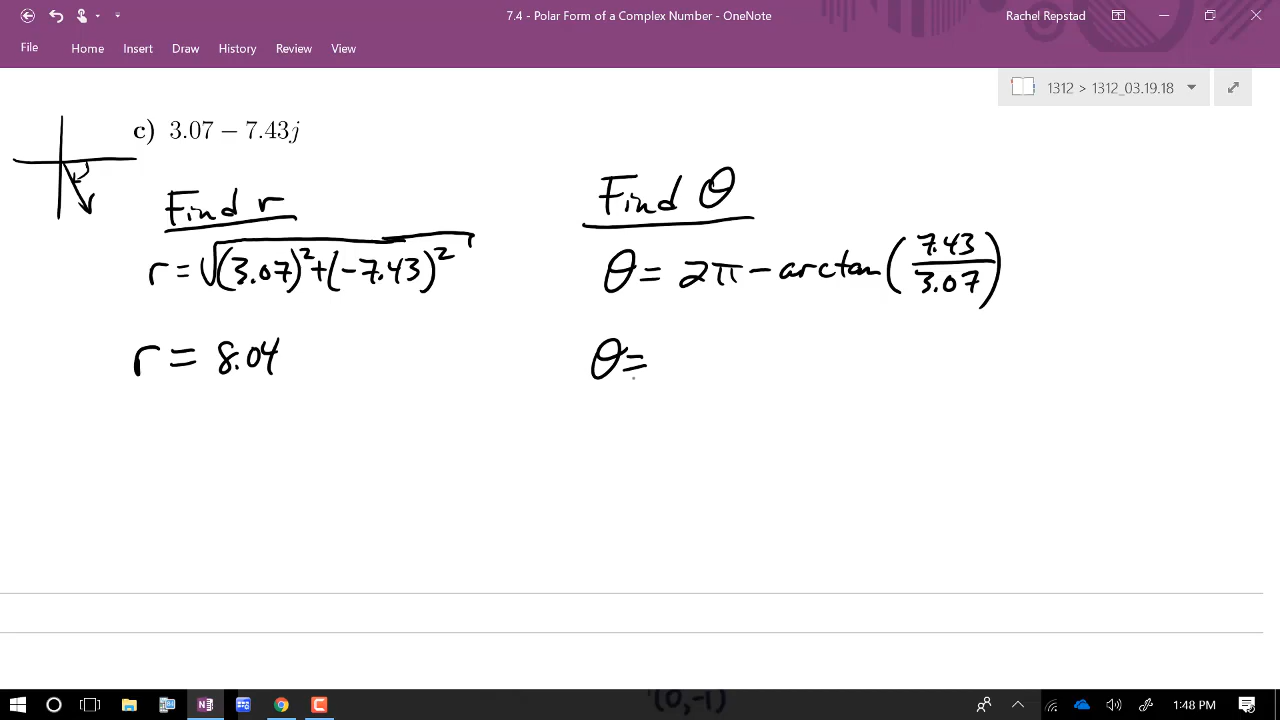 7.4 - Polar Form of a Complex Number - OneNote
Rachel Repstad
File Home Insert Draw History Review View
1312 > 1312_03.19.18
c) 3.07 − 7.43j
Find r
r = √(3.07)²+(−7.43)²
r = 8.04
Find θ
θ = 2π − arctan(7.43/3.07)
θ=
(0,-1)
1:48 PM